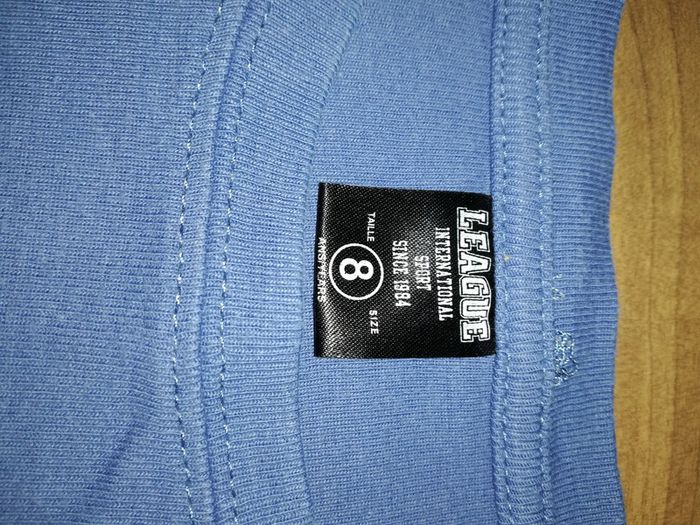 LEAGUE
INTERNATIONAL
SPORT
SINCE 1984
TAILLE 8 SIZE
ANS/YEARS